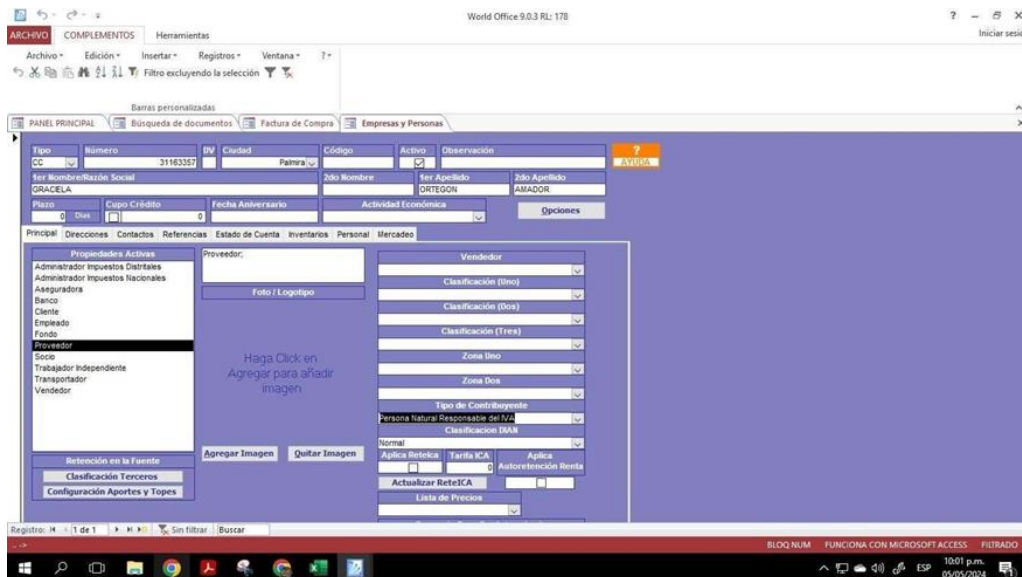 World Office 9.0.3 RL: 178
ARCHIVO COMPLEMENTOS Herramientas Iniciar sesió
Archivo Edición Insertar Registros Ventana ?
Filtro excluyendo la selección
Barras personalizadas
PANEL PRINCIPAL Búsqueda de documentos Factura de Compra Empresas y Personas
Tipo Número DV Ciudad Código Activo Observación ?
CC 31163357 Palmira AYUDA
1er Nombre/Razón Social 2do Nombre 1er Apellido 2do Apellido
GRACIELA ORTEGON AMADOR
Plazo Cupo Crédito Fecha Aniversario Actividad Económica
0 Dias 0 Opciones
Principal Direcciones Contactos Referencias Estado de Cuenta Inventarios Personal Mercadeo
Propiedades Activas
Administrador Impuestos Distritales
Administrador Impuestos Nacionales
Aseguradora
Banco
Cliente
Empleado
Fondo
Proveedor
Socio
Trabajador Independiente
Transportador
Vendedor
Retención en la Fuente
Clasificación Terceros
Configuración Aportes y Topes
Proveedor;
Foto / Logotipo
Haga Click en
Agregar para añadir
imagen
Agregar Imagen Quitar Imagen
Vendedor
Clasificación (Uno)
Clasificación (Dos)
Clasificación (Tres)
Zona Uno
Zona Dos
Tipo de Contribuyente
Persona Natural Responsable del IVA
Clasificacion DIAN
Normal
Aplica ReteIca Tarifa ICA Aplica
Autoretención Renta
0
Actualizar ReteICA
Lista de Precios
Registro: 1 de 1 Sin filtrar Buscar
BLOQ NUM FUNCIONA CON MICROSOFT ACCESS FILTRADO
ESP 10:01 p.m.
05/05/2024